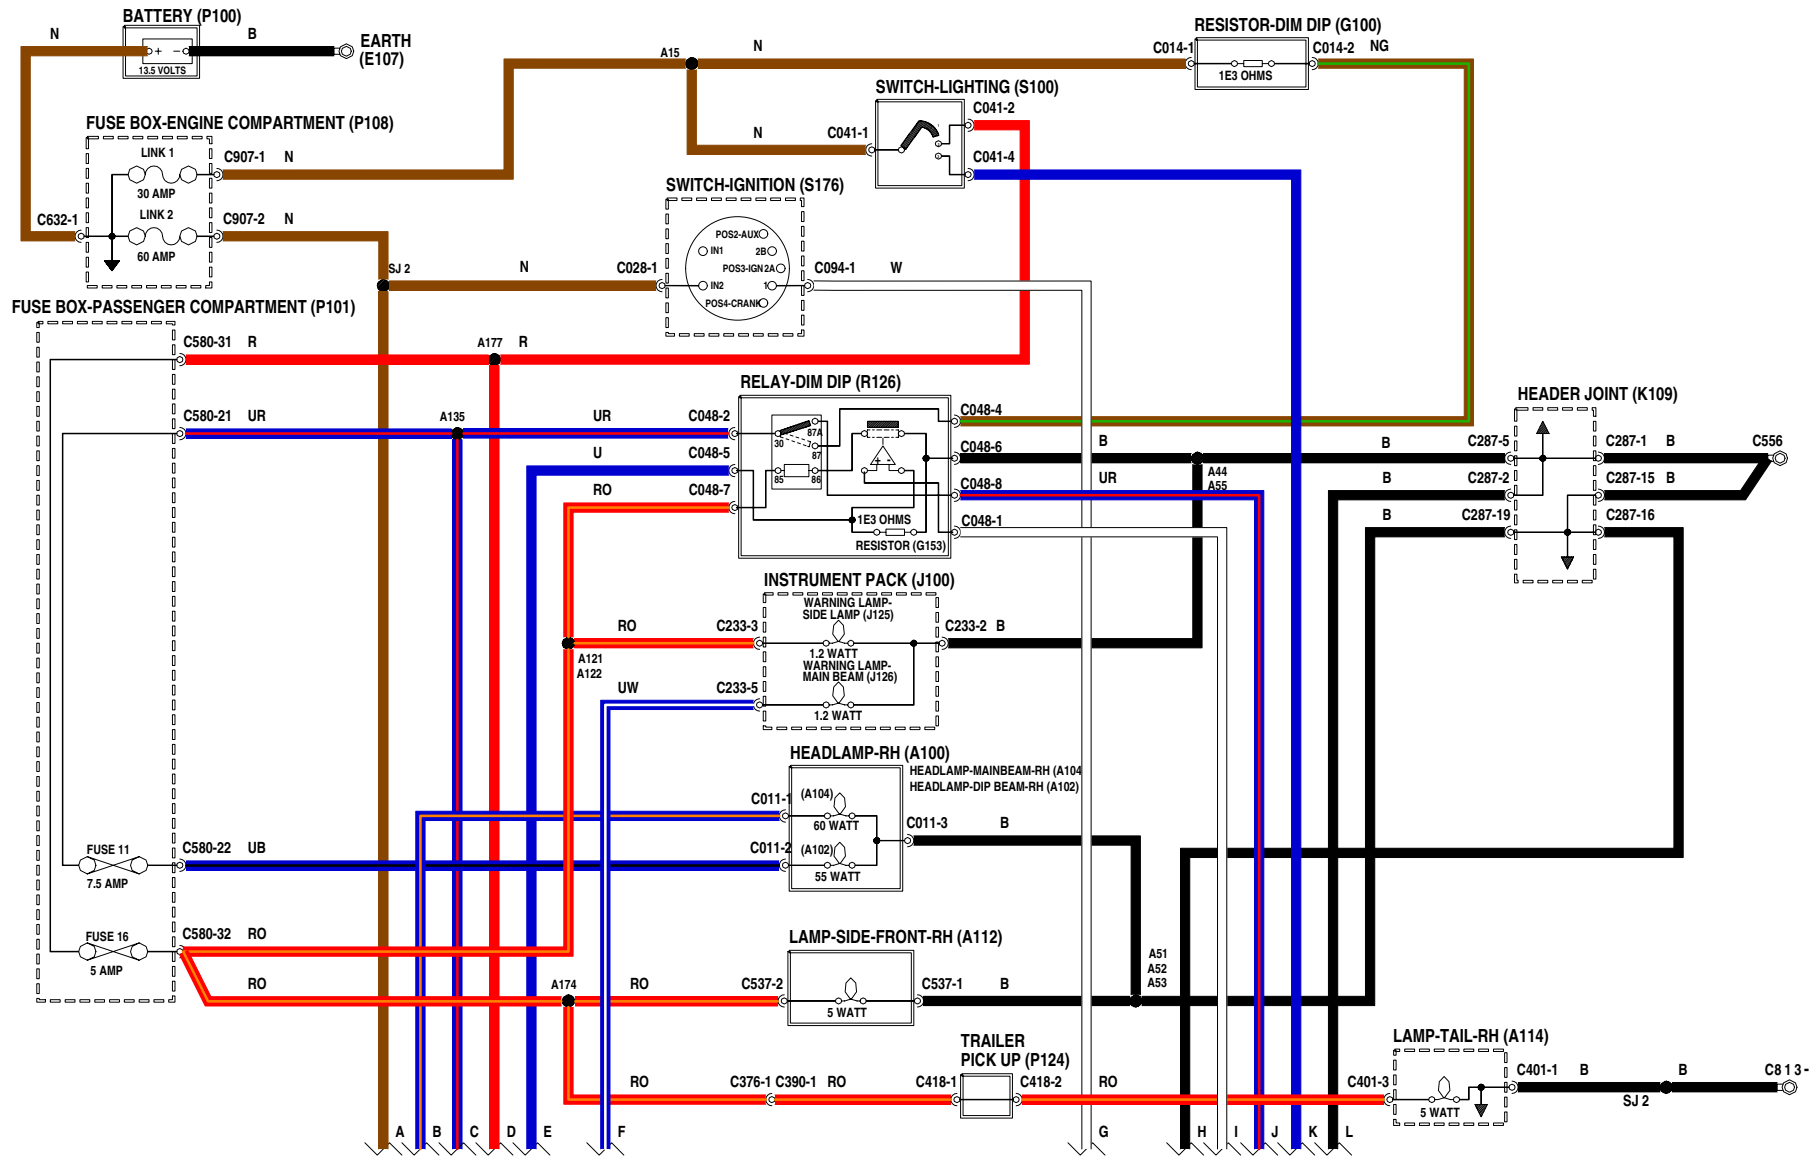 BATTERY (P100)
N
B
+ -
13.5 VOLTS
EARTH
(E107)
RESISTOR-DIM DIP (G100)
A15
N
C014-1
C014-2
NG
1E3 OHMS
SWITCH-LIGHTING (S100)
C041-2
N
C041-1
C041-4
FUSE BOX-ENGINE COMPARTMENT (P108)
LINK 1
C907-1
N
30 AMP
LINK 2
C632-1
C907-2
N
60 AMP
SWITCH-IGNITION (S176)
POS2-AUX
IN1
2B
POS3-IGN
2A
IN2
1
POS4-CRANK
SJ 2
N
C028-1
C094-1
W
FUSE BOX-PASSENGER COMPARTMENT (P101)
C580-31
R
A177
R
C580-21
UR
A135
UR
C048-2
RELAY-DIM DIP (R126)
C048-4
30
87A
87
85
86
+ -
U
C048-5
C048-6
B
RO
C048-7
C048-8
UR
1E3 OHMS
C048-1
RESISTOR (G153)
A44
A55
HEADER JOINT (K109)
B
C287-5
C287-1
B
C556
B
C287-2
C287-15
B
B
C287-19
C287-16
INSTRUMENT PACK (J100)
WARNING LAMP-
SIDE LAMP (J125)
RO
C233-3
C233-2
B
1.2 WATT
A121
A122
WARNING LAMP-
MAIN BEAM (J126)
UW
C233-5
1.2 WATT
HEADLAMP-RH (A100)
HEADLAMP-MAINBEAM-RH (A104
HEADLAMP-DIP BEAM-RH (A102)
C011-1
(A104)
60 WATT
C011-3
B
FUSE 11
C580-22
UB
C011-2
(A102)
7.5 AMP
55 WATT
FUSE 16
C580-32
RO
5 AMP
LAMP-SIDE-FRONT-RH (A112)
A51
A52
A53
RO
A174
RO
C537-2
C537-1
B
5 WATT
TRAILER
PICK UP (P124)
LAMP-TAIL-RH (A114)
RO
C376-1
C390-1
RO
C418-1
C418-2
RO
C401-3
C401-1
B
B
C813-
5 WATT
SJ 2
A
B
C
D
E
F
G
H
I
J
K
L